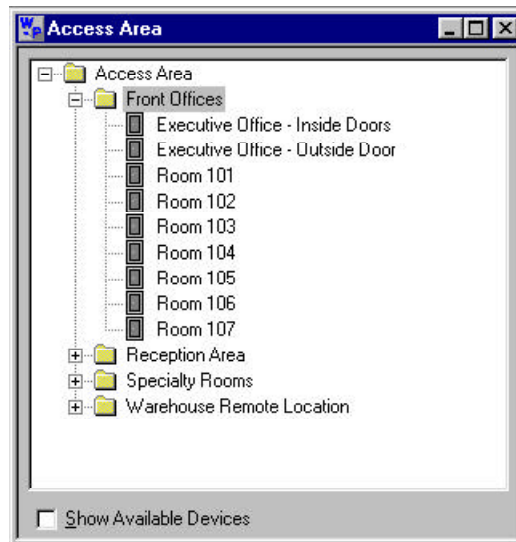 WP Access Area
Access Area
Front Offices
Executive Office - Inside Doors
Executive Office - Outside Door
Room 101
Room 102
Room 103
Room 104
Room 105
Room 106
Room 107
Reception Area
Specialty Rooms
Warehouse Remote Location
Show Available Devices